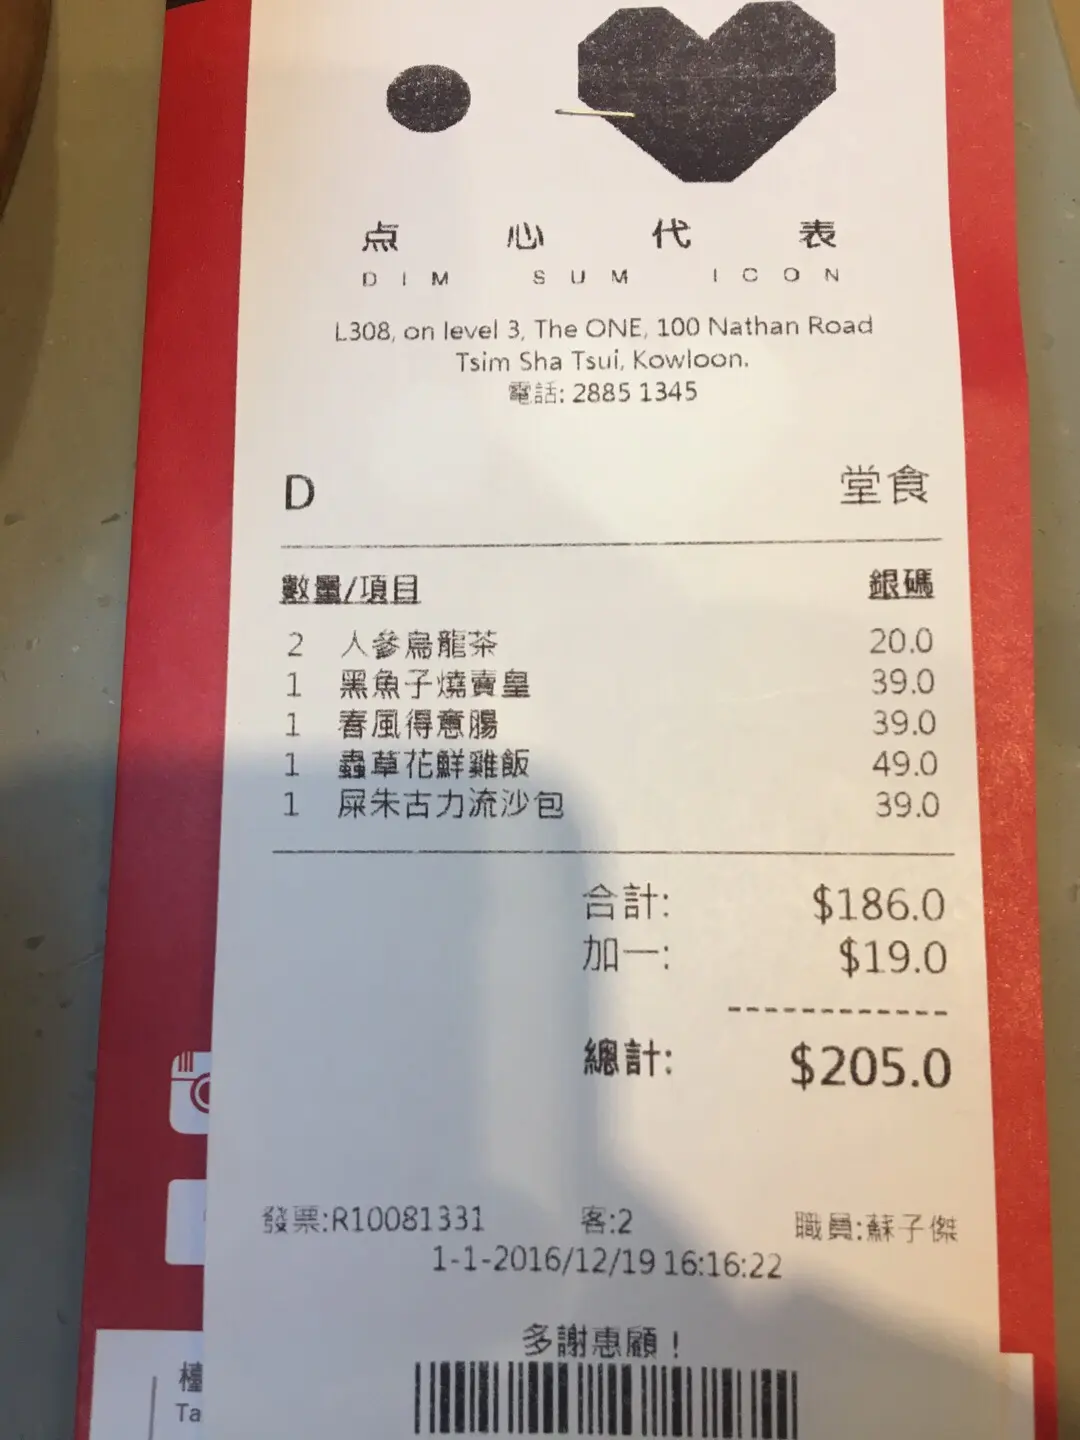 点心代表
DIM SUM ICON
L308, on level 3, The ONE, 100 Nathan Road
Tsim Sha Tsui, Kowloon.
電話: 2885 1345
D 堂食
數量/項目 銀碼
2 人參烏龍茶 20.0
1 黑魚子燒賣皇 39.0
1 春風得意腸 39.0
1 蟲草花鮮雞飯 49.0
1 屎朱古力流沙包 39.0
合計: $186.0
加一: $19.0
總計: $205.0
發票:R10081331 客:2 職員:蘇子傑
1-1-2016/12/19 16:16:22
多謝惠顧！
檯
Ta